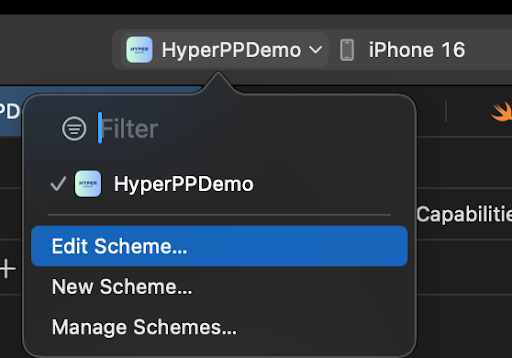 HyperPPDemo
iPhone 16
PD
Filter
HyperPPDemo
Capabilitie
Edit Scheme...
New Scheme...
Manage Schemes...